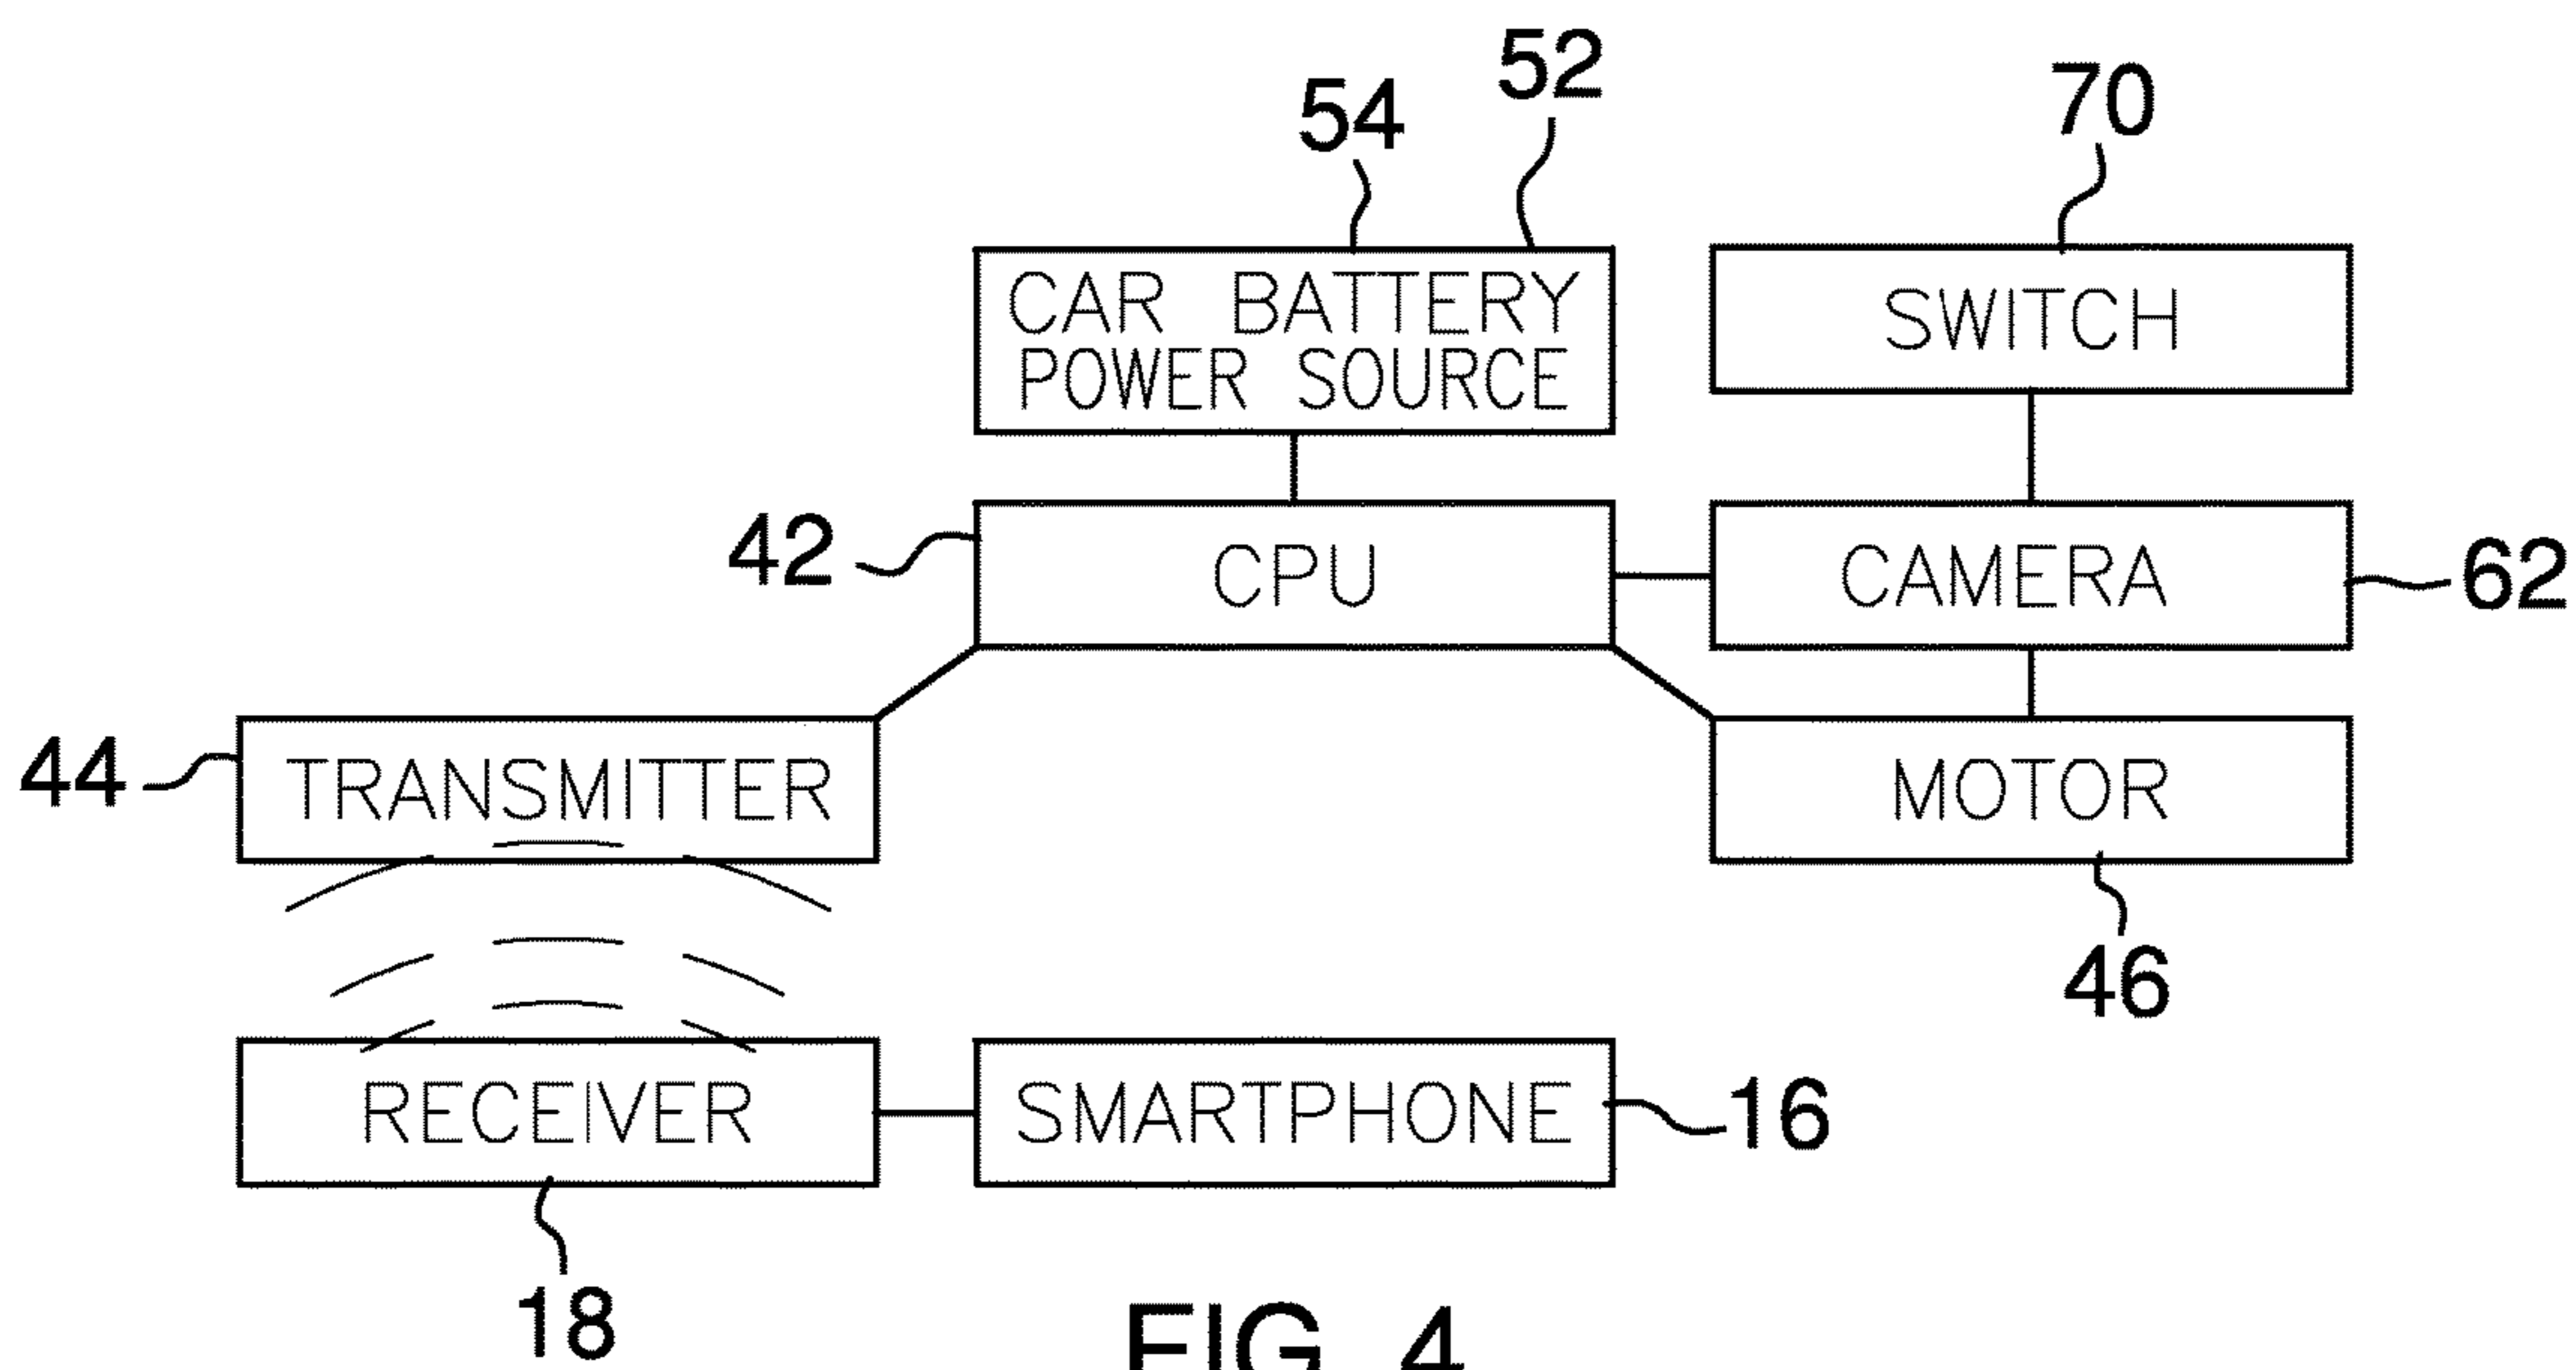 52
54
70
CAR BATTERY
POWER SOURCE
SWITCH
42
CPU
CAMERA
62
44
TRANSMITTER
MOTOR
46
RECEIVER
SMARTPHONE
16
18
FIG. 4